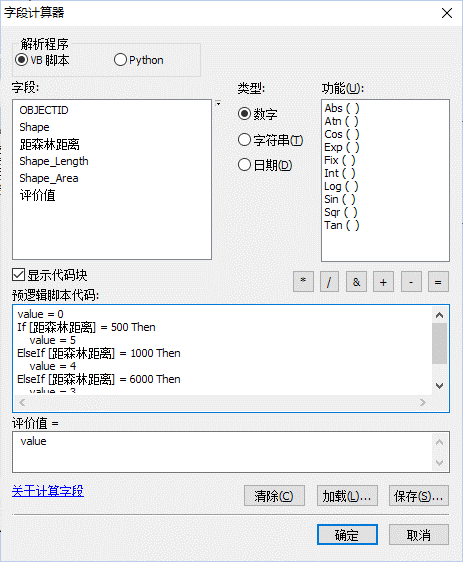 字段计算器
解析程序
VB 脚本
Python
字段:
类型:
功能(U):
OBJECTID
Shape
距森林距离
Shape_Length
Shape_Area
评价值
数字
字符串(T)
日期(D)
Abs ( )
Atn ( )
Cos ( )
Exp ( )
Fix ( )
Int ( )
Log ( )
Sin ( )
Sqr ( )
Tan ( )
显示代码块
* / & + - =
预逻辑脚本代码:
value = 0
If [距森林距离] = 500 Then
value = 5
ElseIf [距森林距离] = 1000 Then
value = 4
ElseIf [距森林距离] = 6000 Then
value = 3
评价值 =
value
关于计算字段
清除(C)
加载(L)...
保存(S)...
确定
取消